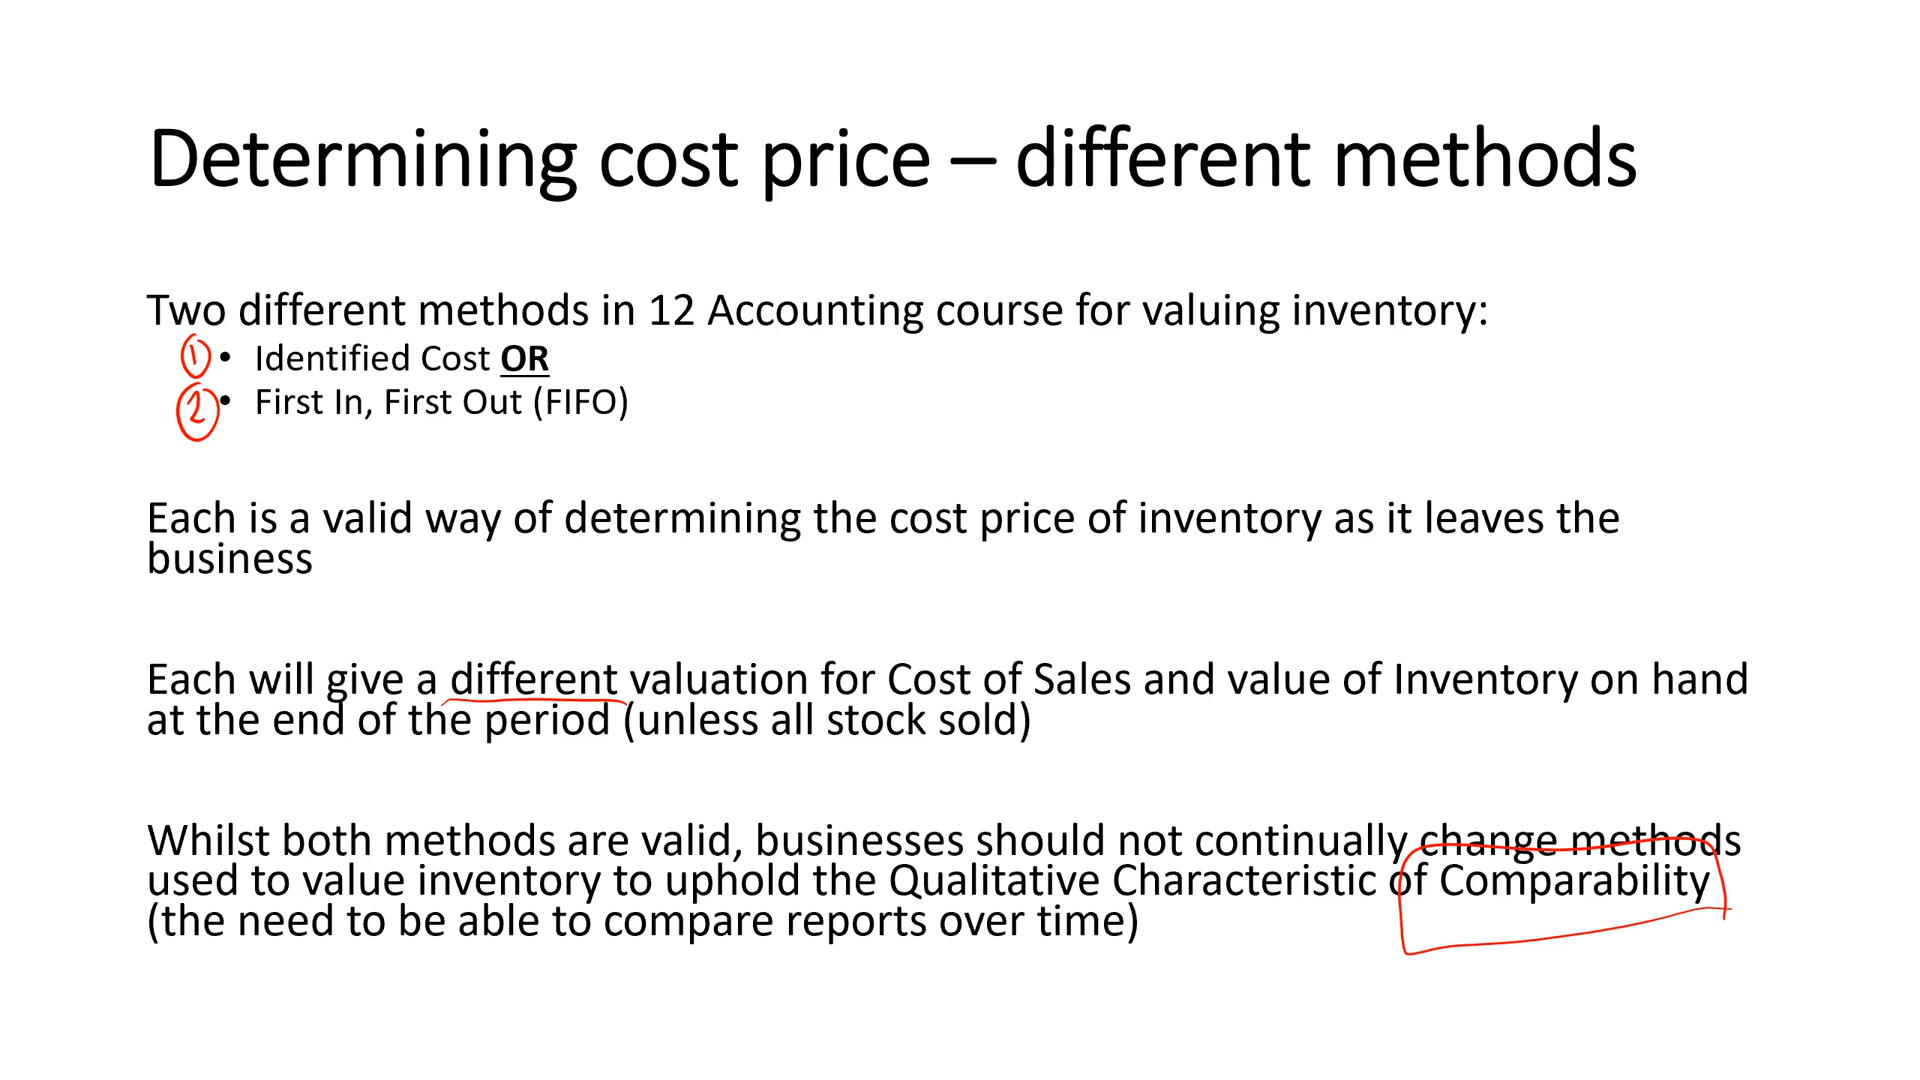 Determining cost price – different methods
Two different methods in 12 Accounting course for valuing inventory:
1 • Identified Cost OR
2 • First In, First Out (FIFO)
Each is a valid way of determining the cost price of inventory as it leaves the
business
Each will give a different valuation for Cost of Sales and value of Inventory on hand
at the end of the period (unless all stock sold)
Whilst both methods are valid, businesses should not continually change methods
used to value inventory to uphold the Qualitative Characteristic of Comparability
(the need to be able to compare reports over time)